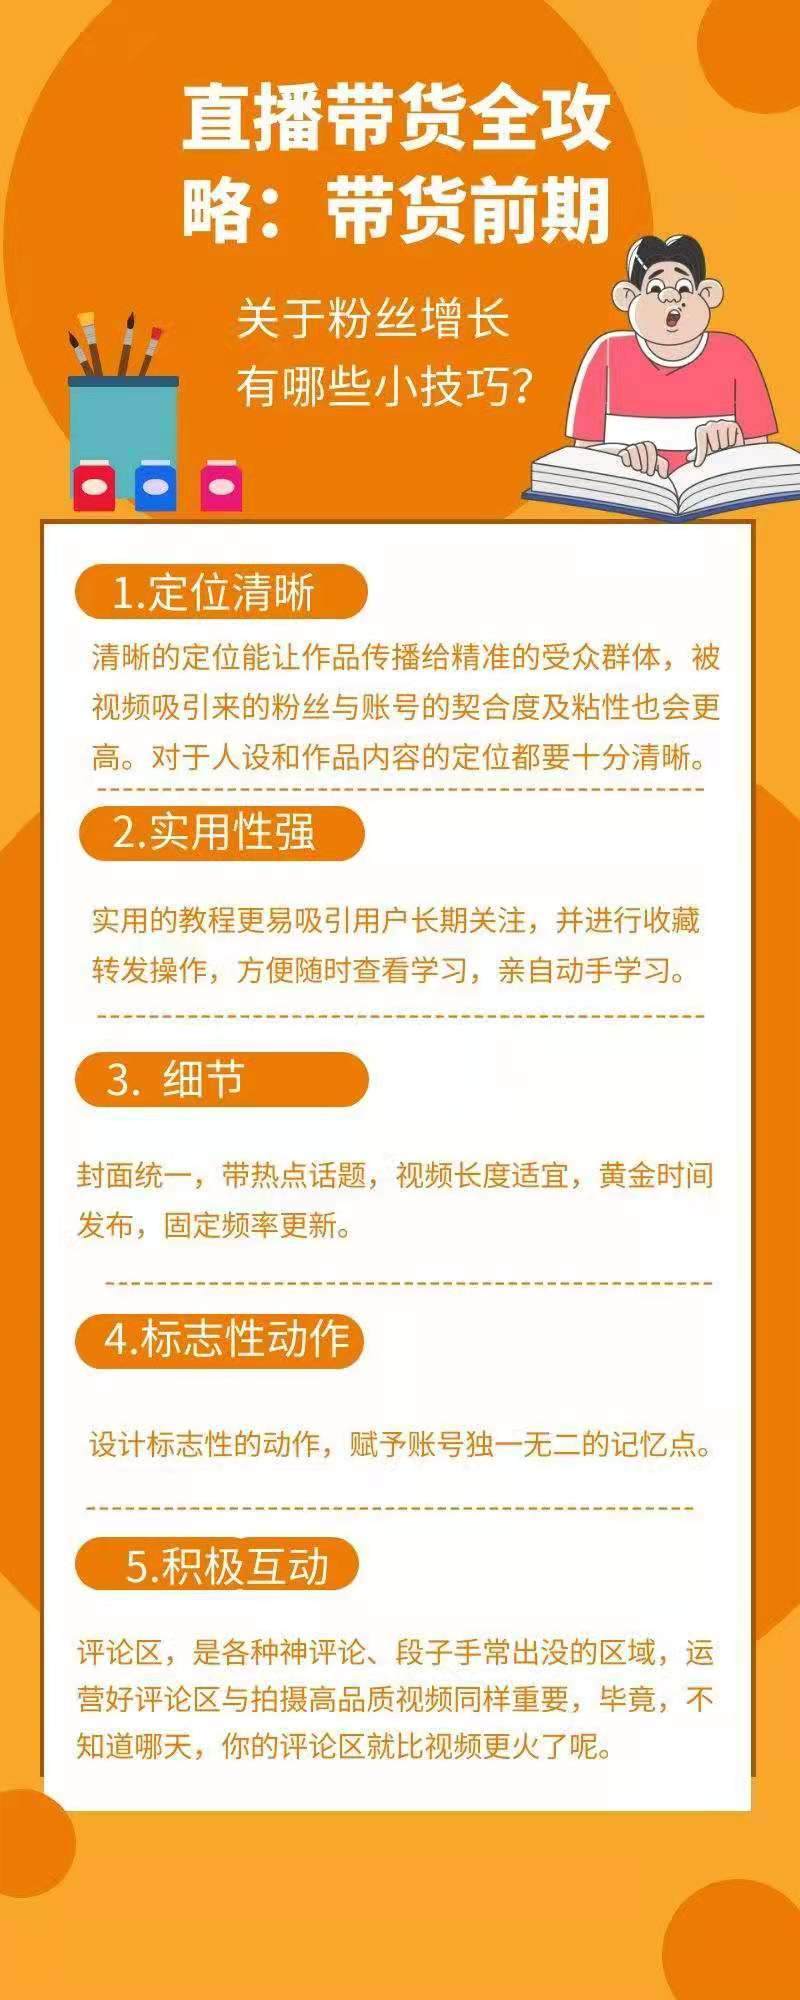 直播带货全攻
略：带货前期
关于粉丝增长
有哪些小技巧？
1.定位清晰
清晰的定位能让作品传播给精准的受众群体，被
视频吸引来的粉丝与账号的契合度及粘性也会更
高。对于人设和作品内容的定位都要十分清晰。
2.实用性强
实用的教程更易吸引用户长期关注，并进行收藏
转发操作，方便随时查看学习，亲自动手学习。
3. 细节
封面统一，带热点话题，视频长度适宜，黄金时间
发布，固定频率更新。
4.标志性动作
设计标志性的动作，赋予账号独一无二的记忆点。
5.积极互动
评论区，是各种神评论、段子手常出没的区域，运
营好评论区与拍摄高品质视频同样重要，毕竟，不
知道哪天，你的评论区就比视频更火了呢。